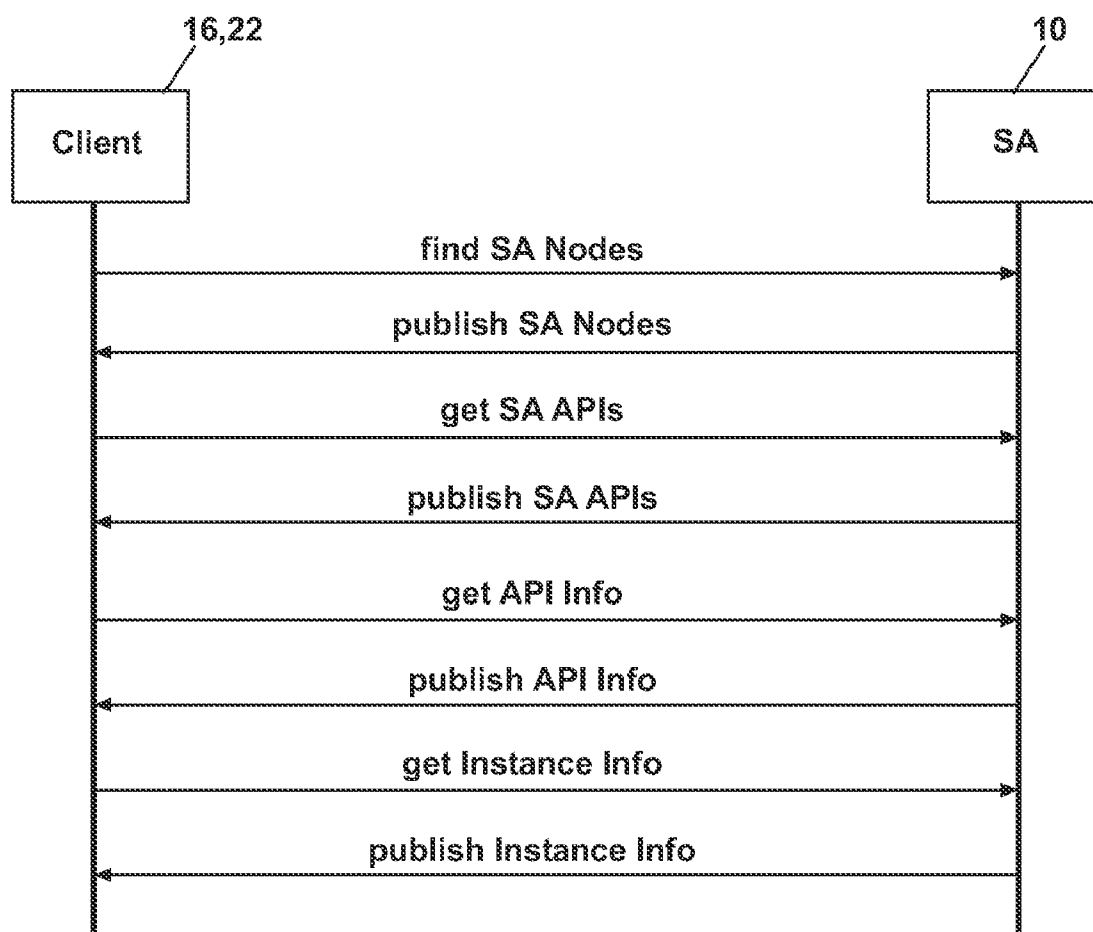 16,22
10
Client
SA
find SA Nodes
publish SA Nodes
get SA APIs
publish SA APIs
get API Info
publish API Info
get Instance Info
publish Instance Info